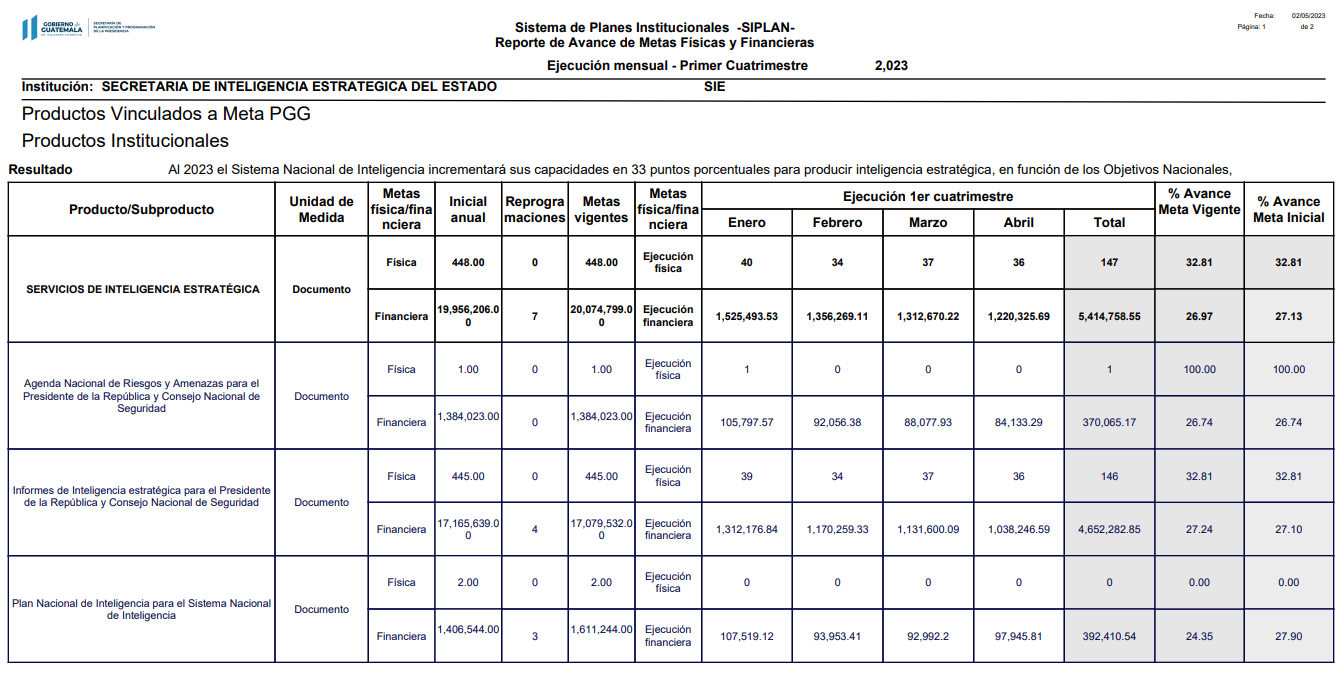 GOBIERNO de
GUATEMALA
SECRETARÍA DE
PLANIFICACIÓN Y PROGRAMACIÓN
DE LA PRESIDENCIA
Fecha: 02/05/2023
Página: 1 de 2
Sistema de Planes Institucionales -SIPLAN-
Reporte de Avance de Metas Físicas y Financieras
Ejecución mensual - Primer Cuatrimestre 2,023
Institución: SECRETARIA DE INTELIGENCIA ESTRATEGICA DEL ESTADO SIE
Productos Vinculados a Meta PGG
Productos Institucionales
Resultado Al 2023 el Sistema Nacional de Inteligencia incrementará sus capacidades en 33 puntos porcentuales para producir inteligencia estratégica, en función de los Objetivos Nacionales,
Producto/Subproducto
Unidad de
Medida
Metas
física/fina
nciera
Inicial
anual
Reprogra
maciones
Metas
vigentes
Metas
física/fina
nciera
Ejecución 1er cuatrimestre
Enero Febrero Marzo Abril Total
% Avance
Meta Vigente
% Avance
Meta Inicial
SERVICIOS DE INTELIGENCIA ESTRATÉGICA
Documento
Física 448.00 0 448.00
Ejecución
física
40 34 37 36 147 32.81 32.81
Financiera
19,956,206.0
0
7
20,074,799.0
0
Ejecución
financiera
1,525,493.53 1,356,269.11 1,312,670.22 1,220,325.69 5,414,758.55 26.97 27.13
Agenda Nacional de Riesgos y Amenazas para el
Presidente de la República y Consejo Nacional de
Seguridad
Documento
Física 1.00 0 1.00
Ejecución
física
1 0 0 0 1 100.00 100.00
Financiera 1,384,023.00 0 1,384,023.00
Ejecución
financiera
105,797.57 92,056.38 88,077.93 84,133.29 370,065.17 26.74 26.74
Informes de Inteligencia estratégica para el Presidente
de la República y Consejo Nacional de Seguridad
Documento
Física 445.00 0 445.00
Ejecución
física
39 34 37 36 146 32.81 32.81
Financiera
17,165,639.0
0
4
17,079,532.0
0
Ejecución
financiera
1,312,176.84 1,170,259.33 1,131,600.09 1,038,246.59 4,652,282.85 27.24 27.10
Plan Nacional de Inteligencia para el Sistema Nacional
de Inteligencia
Documento
Física 2.00 0 2.00
Ejecución
física
0 0 0 0 0 0.00 0.00
Financiera 1,406,544.00 3 1,611,244.00
Ejecución
financiera
107,519.12 93,953.41 92,992.2 97,945.81 392,410.54 24.35 27.90